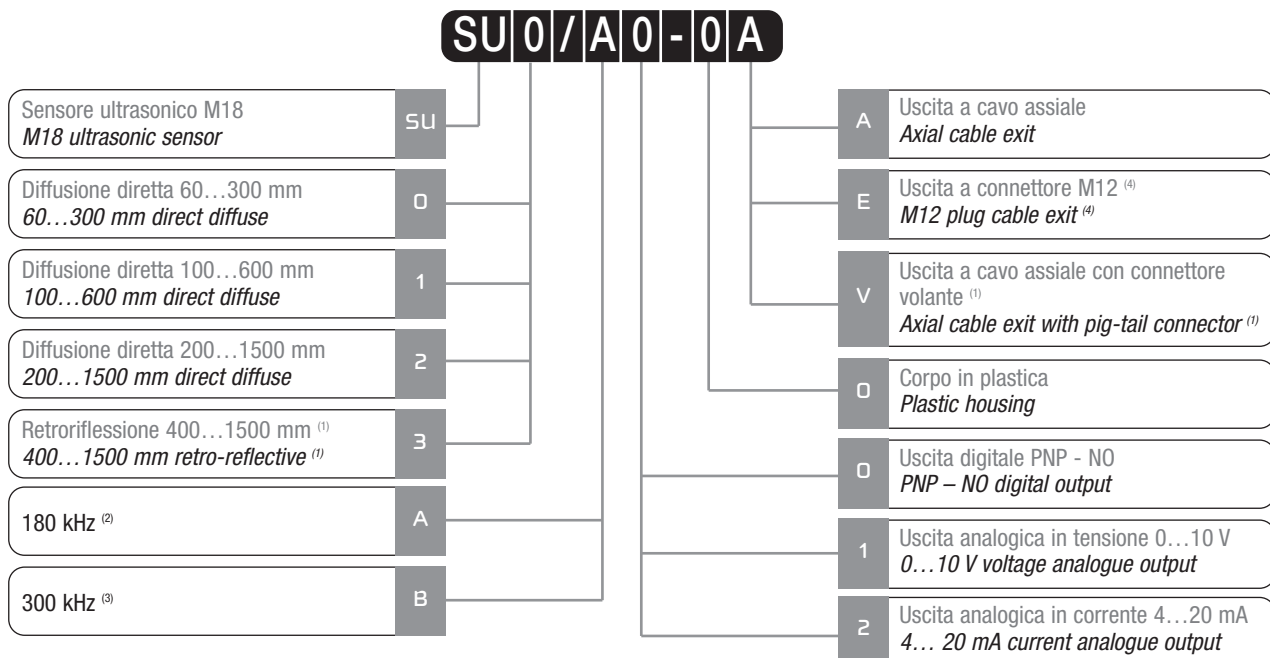 SU0/A0-0A
Sensore ultrasonico M18
M18 ultrasonic sensor
SU
Diffusione diretta 60…300 mm
60…300 mm direct diffuse
0
Diffusione diretta 100…600 mm
100…600 mm direct diffuse
1
Diffusione diretta 200…1500 mm
200…1500 mm direct diffuse
2
Retroriflessione 400…1500 mm (1)
400…1500 mm retro-reflective (1)
3
180 kHz (2)
A
300 kHz (3)
B
A
Uscita a cavo assiale
Axial cable exit
E
Uscita a connettore M12 (4)
M12 plug cable exit (4)
V
Uscita a cavo assiale con connettore
volante (1)
Axial cable exit with pig-tail connector (1)
0
Corpo in plastica
Plastic housing
0
Uscita digitale PNP - NO
PNP – NO digital output
1
Uscita analogica in tensione 0…10 V
0…10 V voltage analogue output
2
Uscita analogica in corrente 4…20 mA
4… 20 mA current analogue output